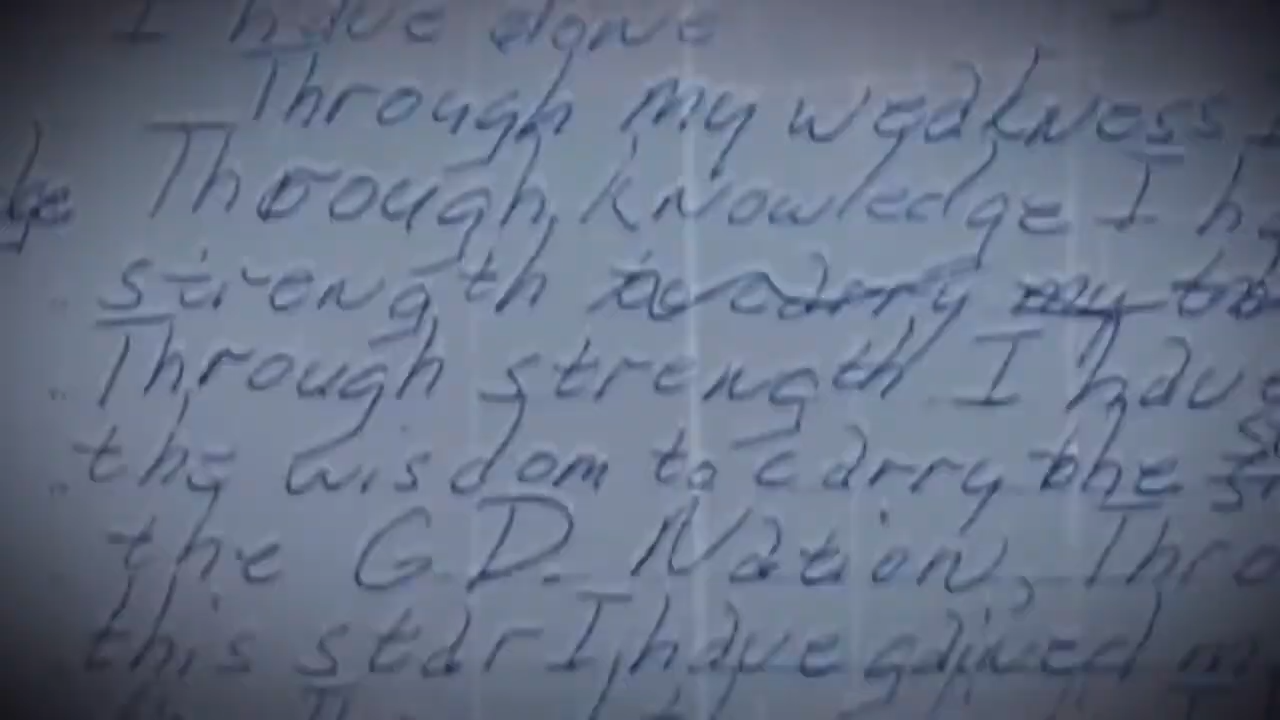 I have done
Through my weakness I
Through knowledge I ha
strength to carry my
Through strength I have
the wisdom to carry the
the G.D. Nation, Thro
this star I have gained m